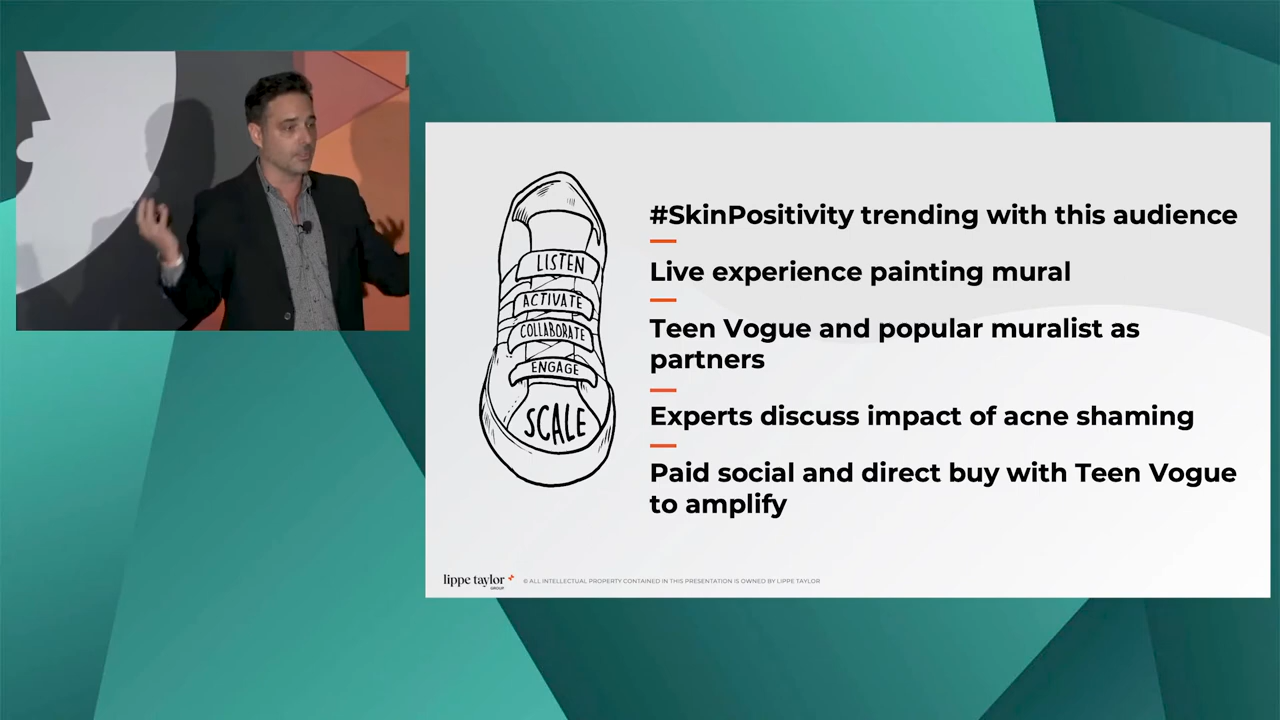 LISTEN
ACTIVATE
COLLABORATE
ENGAGE
SCALE
#SkinPositivity trending with this audience
Live experience painting mural
Teen Vogue and popular muralist as
partners
Experts discuss impact of acne shaming
Paid social and direct buy with Teen Vogue
to amplify
lippe taylor
GROUP
© ALL INTELLECTUAL PROPERTY CONTAINED IN THIS PRESENTATION IS OWNED BY LIPPE TAYLOR